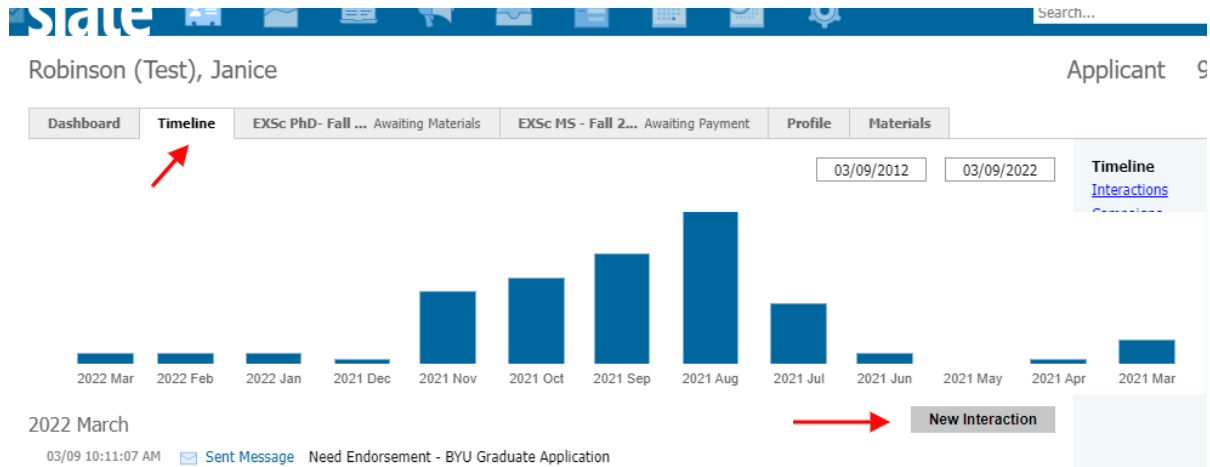 slate
Search...
Robinson (Test), Janice
Applicant 9
Dashboard Timeline EXSc PhD- Fall ... Awaiting Materials EXSc MS - Fall 2... Awaiting Payment Profile Materials
03/09/2012 03/09/2022
Timeline
Interactions
Campaigns
2022 Mar 2022 Feb 2022 Jan 2021 Dec 2021 Nov 2021 Oct 2021 Sep 2021 Aug 2021 Jul 2021 Jun 2021 May 2021 Apr 2021 Mar
2022 March
New Interaction
03/09 10:11:07 AM Sent Message Need Endorsement - BYU Graduate Application